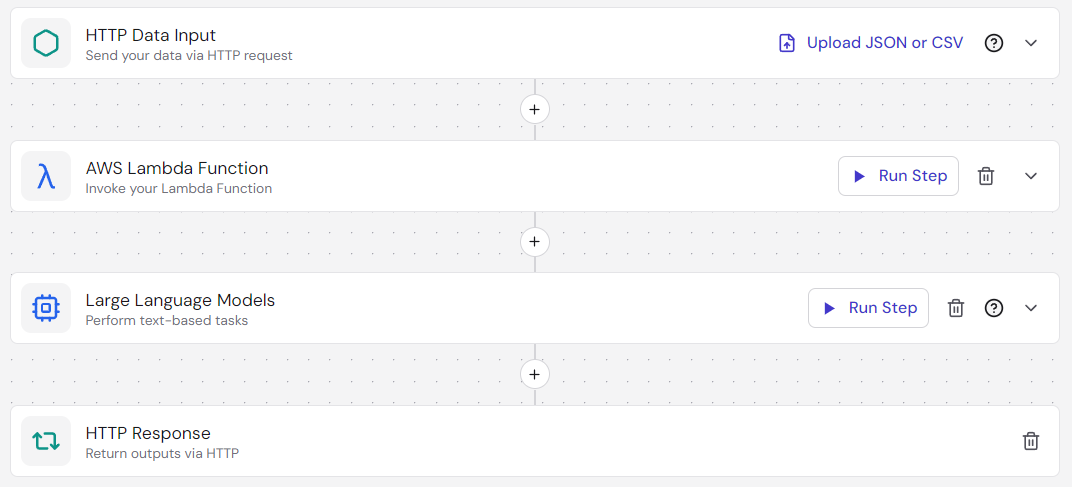 HTTP Data Input
Send your data via HTTP request
Upload JSON or CSV
AWS Lambda Function
Invoke your Lambda Function
Run Step
Large Language Models
Perform text-based tasks
Run Step
HTTP Response
Return outputs via HTTP